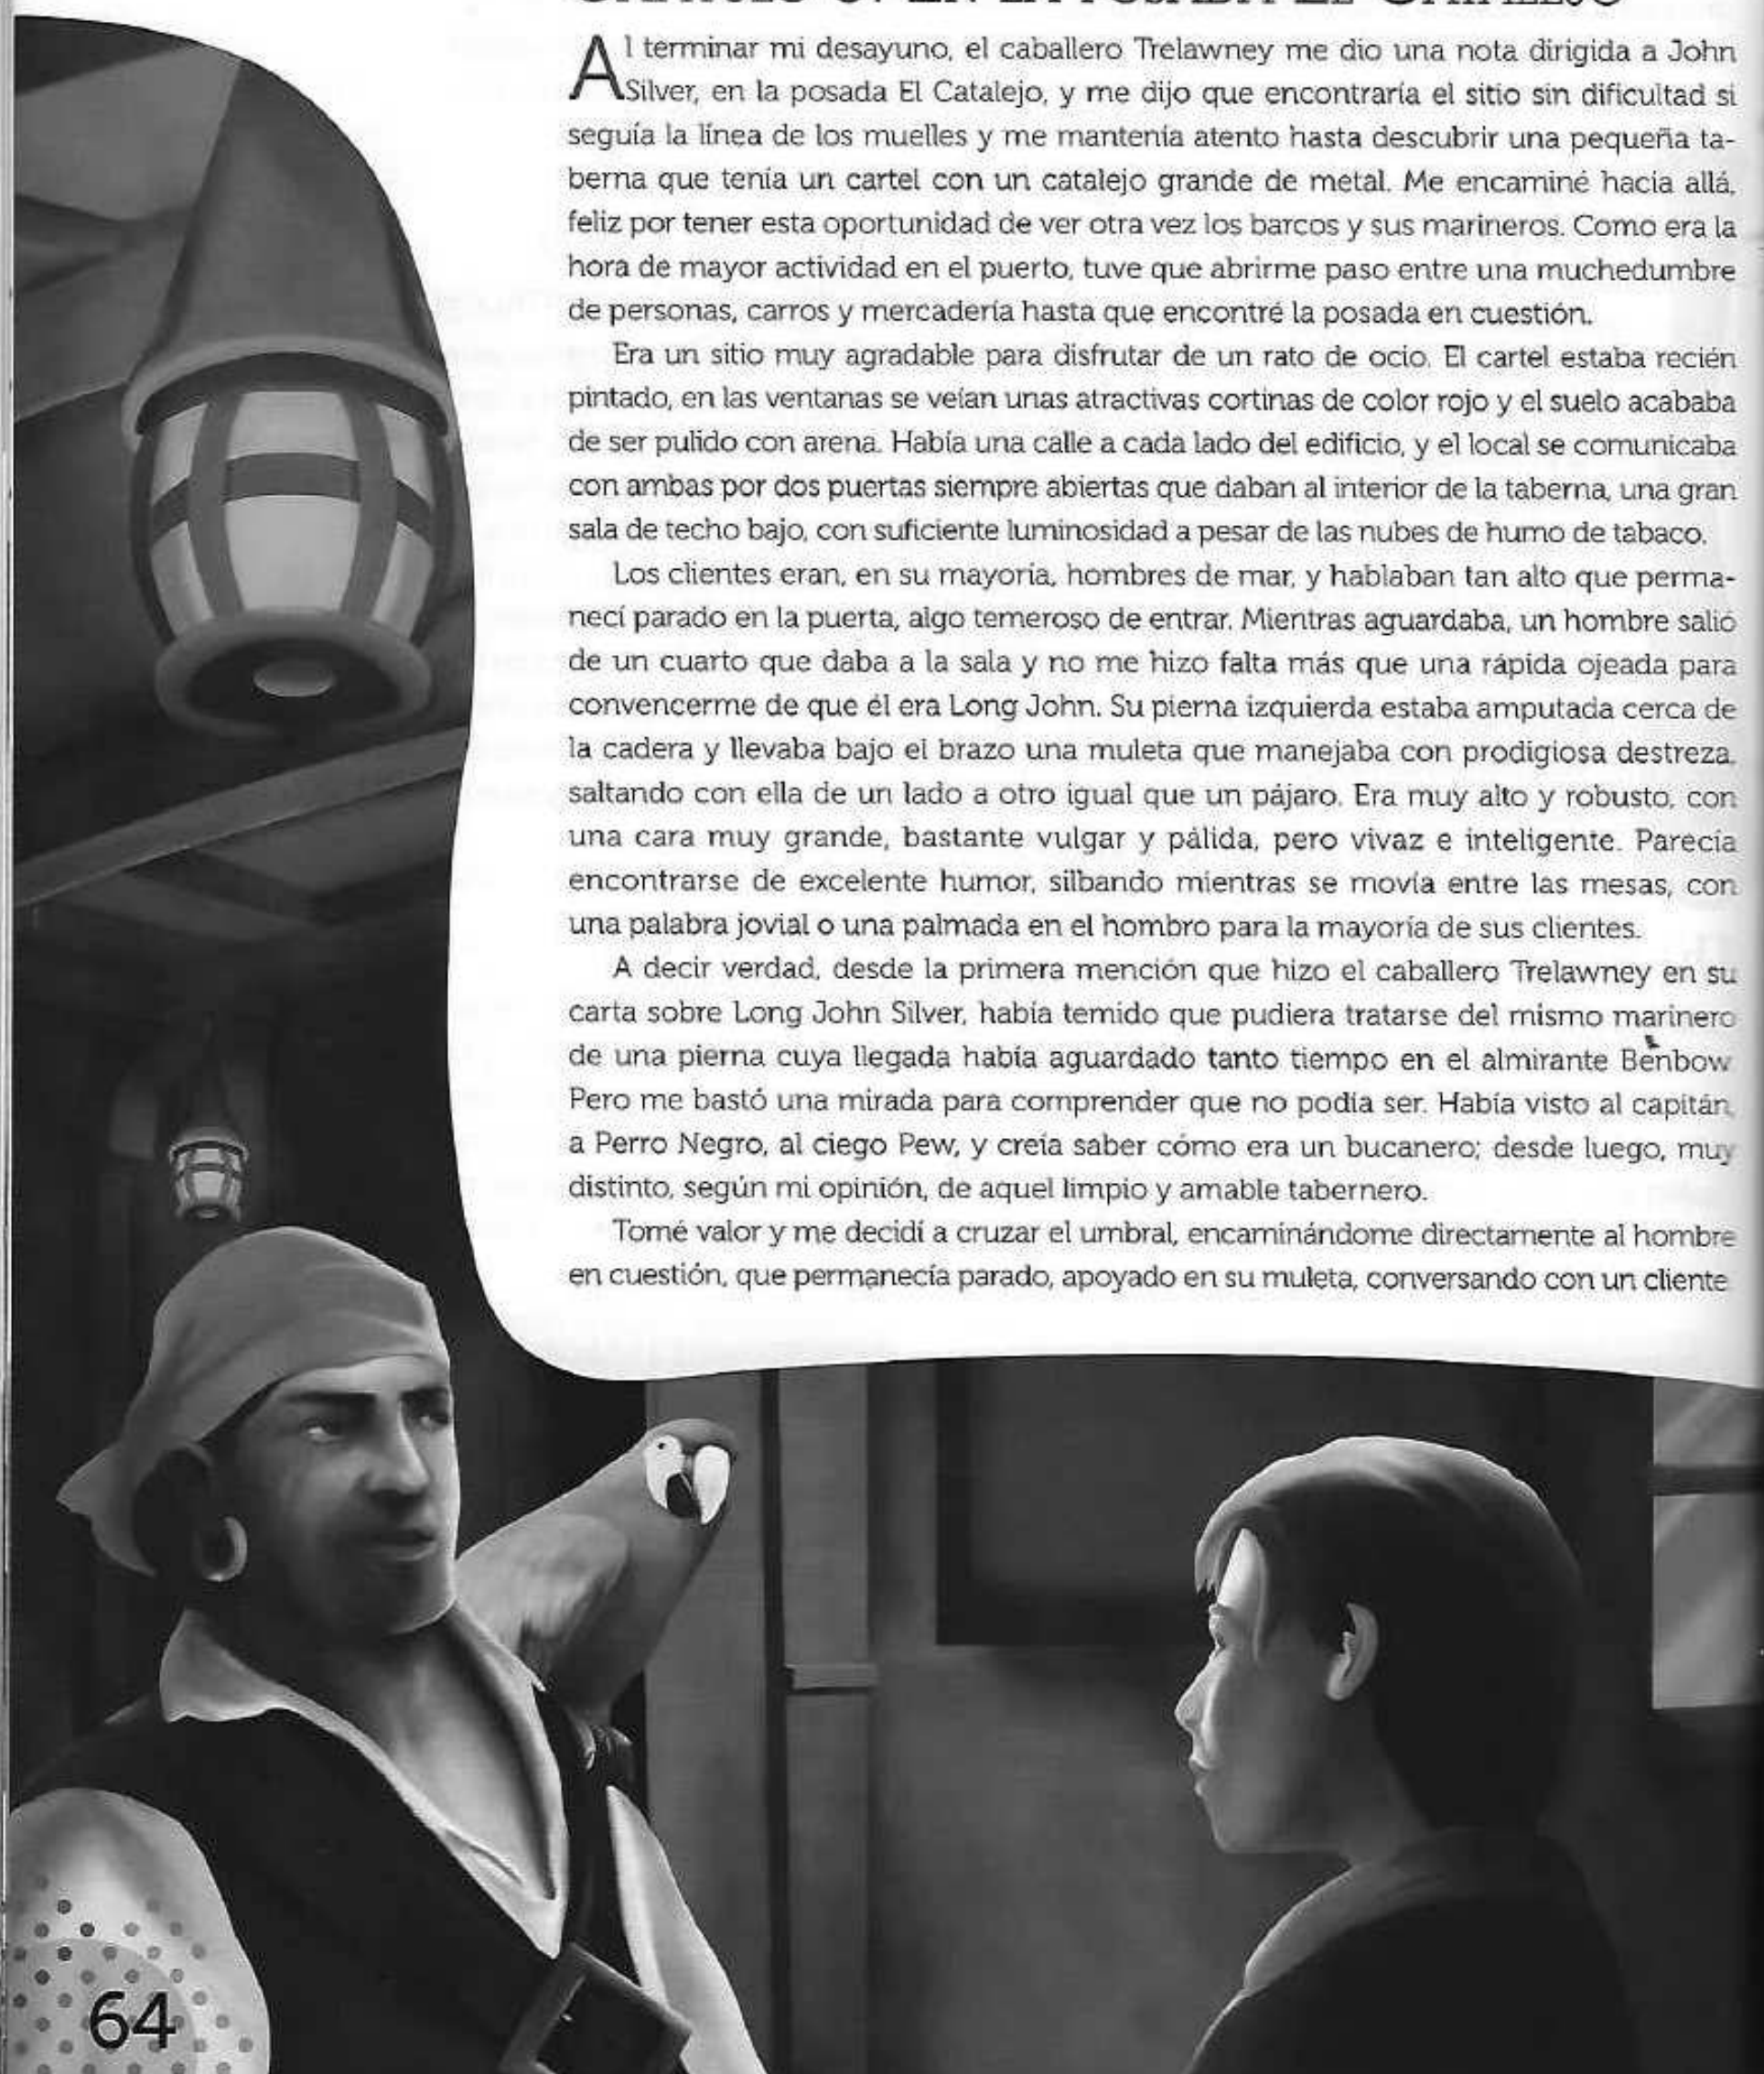 Al terminar mi desayuno, el caballero Trelawney me dio una nota dirigida a John
Silver, en la posada El Catalejo, y me dijo que encontraría el sitio sin dificultad si
seguía la línea de los muelles y me mantenía atento hasta descubrir una pequeña ta-
berna que tenía un cartel con un catalejo grande de metal. Me encaminé hacia allá,
feliz por tener esta oportunidad de ver otra vez los barcos y sus marineros. Como era la
hora de mayor actividad en el puerto, tuve que abrirme paso entre una muchedumbre
de personas, carros y mercadería hasta que encontré la posada en cuestión.
Era un sitio muy agradable para disfrutar de un rato de ocio. El cartel estaba recién
pintado, en las ventanas se veían unas atractivas cortinas de color rojo y el suelo acababa
de ser pulido con arena. Había una calle a cada lado del edificio, y el local se comunicaba
con ambas por dos puertas siempre abiertas que daban al interior de la taberna, una gran
sala de techo bajo, con suficiente luminosidad a pesar de las nubes de humo de tabaco.
Los clientes eran, en su mayoría, hombres de mar, y hablaban tan alto que perma-
necí parado en la puerta, algo temeroso de entrar. Mientras aguardaba, un hombre salió
de un cuarto que daba a la sala y no me hizo falta más que una rápida ojeada para
convencerme de que él era Long John. Su pierna izquierda estaba amputada cerca de
la cadera y llevaba bajo el brazo una muleta que manejaba con prodigiosa destreza,
saltando con ella de un lado a otro igual que un pájaro. Era muy alto y robusto, con
una cara muy grande, bastante vulgar y pálida, pero vivaz e inteligente. Parecía
encontrarse de excelente humor, silbando mientras se movía entre las mesas, con
una palabra jovial o una palmada en el hombro para la mayoría de sus clientes.
A decir verdad, desde la primera mención que hizo el caballero Trelawney en su
carta sobre Long John Silver, había temido que pudiera tratarse del mismo marinero
de una pierna cuya llegada había aguardado tanto tiempo en el almirante Benbow
Pero me bastó una mirada para comprender que no podía ser. Había visto al capitán,
a Perro Negro, al ciego Pew, y creía saber cómo era un bucanero; desde luego, muy
distinto, según mi opinión, de aquel limpio y amable tabernero.
Tomé valor y me decidí a cruzar el umbral, encaminándome directamente al hombre
en cuestión, que permanecía parado, apoyado en su muleta, conversando con un cliente
64